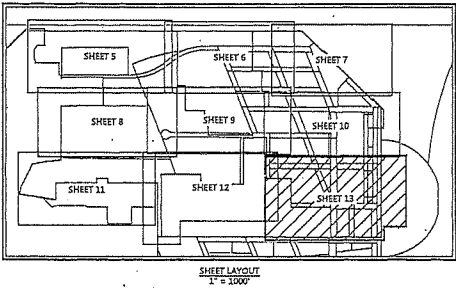 SHEET 5
SHEET 6
SHEET 7
SHEET 8
SHEET 9
SHEET 10
SHEET 11
SHEET 12
SHEET 13
SHEET LAYOUT
1" = 1000'